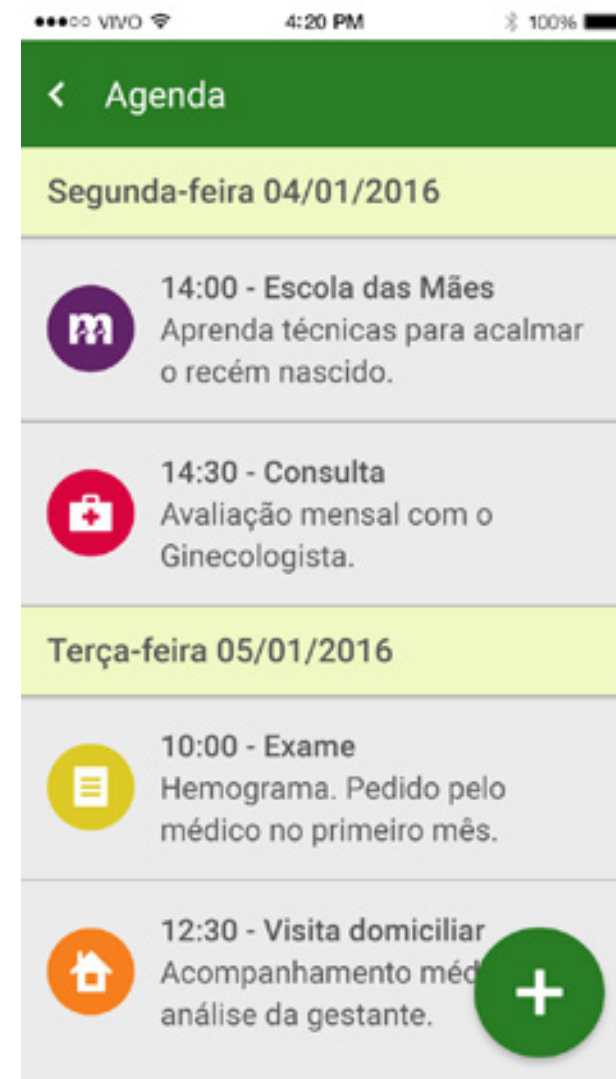 VIVO 4:20 PM 100%
Agenda
Segunda-feira 04/01/2016
14:00 - Escola das Mães
Aprenda técnicas para acalmar
o recém nascido.
14:30 - Consulta
Avaliação mensal com o
Ginecologista.
Terça-feira 05/01/2016
10:00 - Exame
Hemograma. Pedido pelo
médico no primeiro mês.
12:30 - Visita domiciliar
Acompanhamento
análise da gestante.